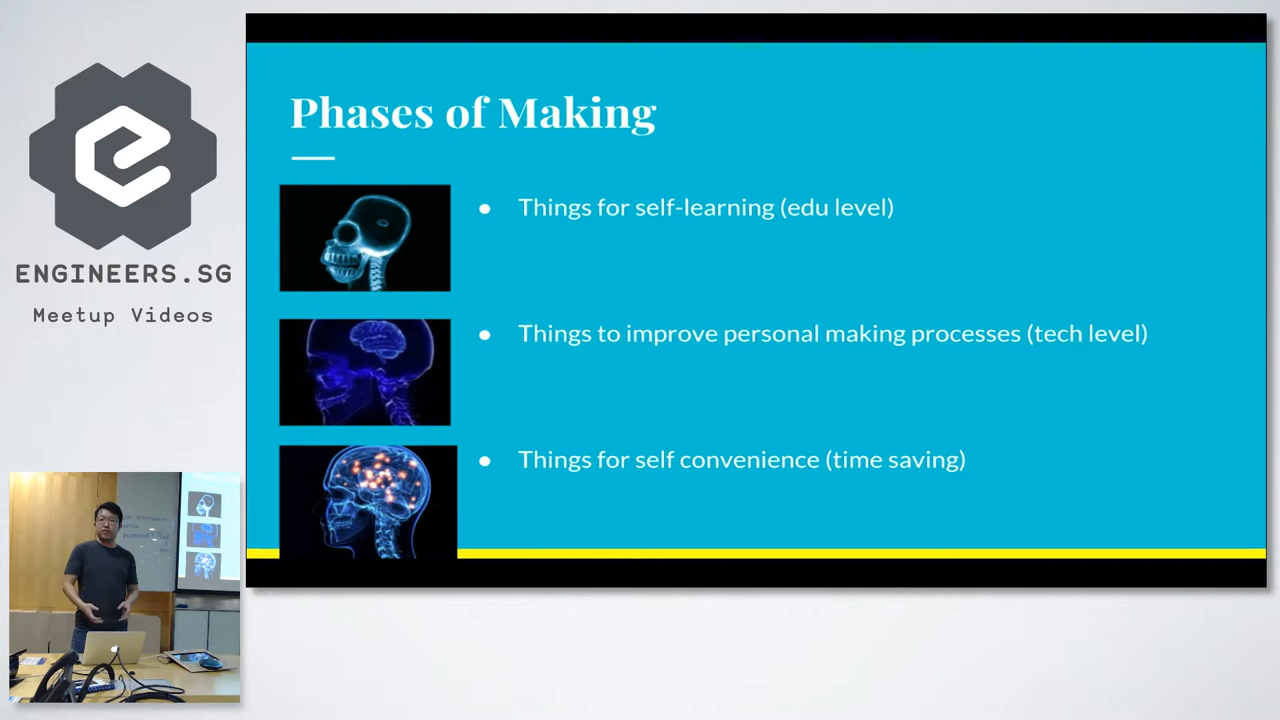 ENGINEERS.SG
Meetup Videos
Phases of Making
Things for self-learning (edu level)
Things to improve personal making processes (tech level)
Things for self convenience (time saving)